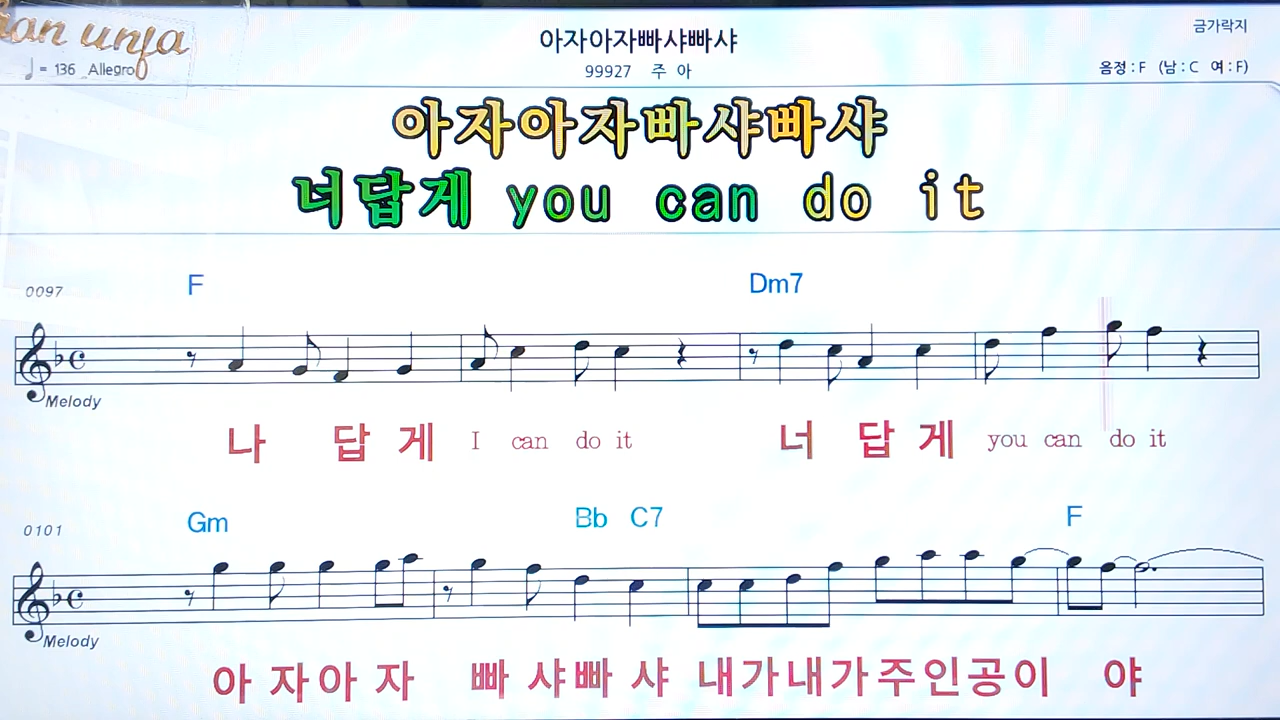 an unja
아자아자빠샤빠샤
금가락지
♩ = 136 Allegro
99927 주 아
음정 : F (남 : C 여 : F)
아자아자빠샤빠샤
너답게 you can do it
0097
F Dm7
Melody
나 답 게 I can do it 너 답 게 you can do it
0101
Gm Bb C7 F
Melody
아 자아 자 빠 샤빠 샤 내가내가주인공이 야